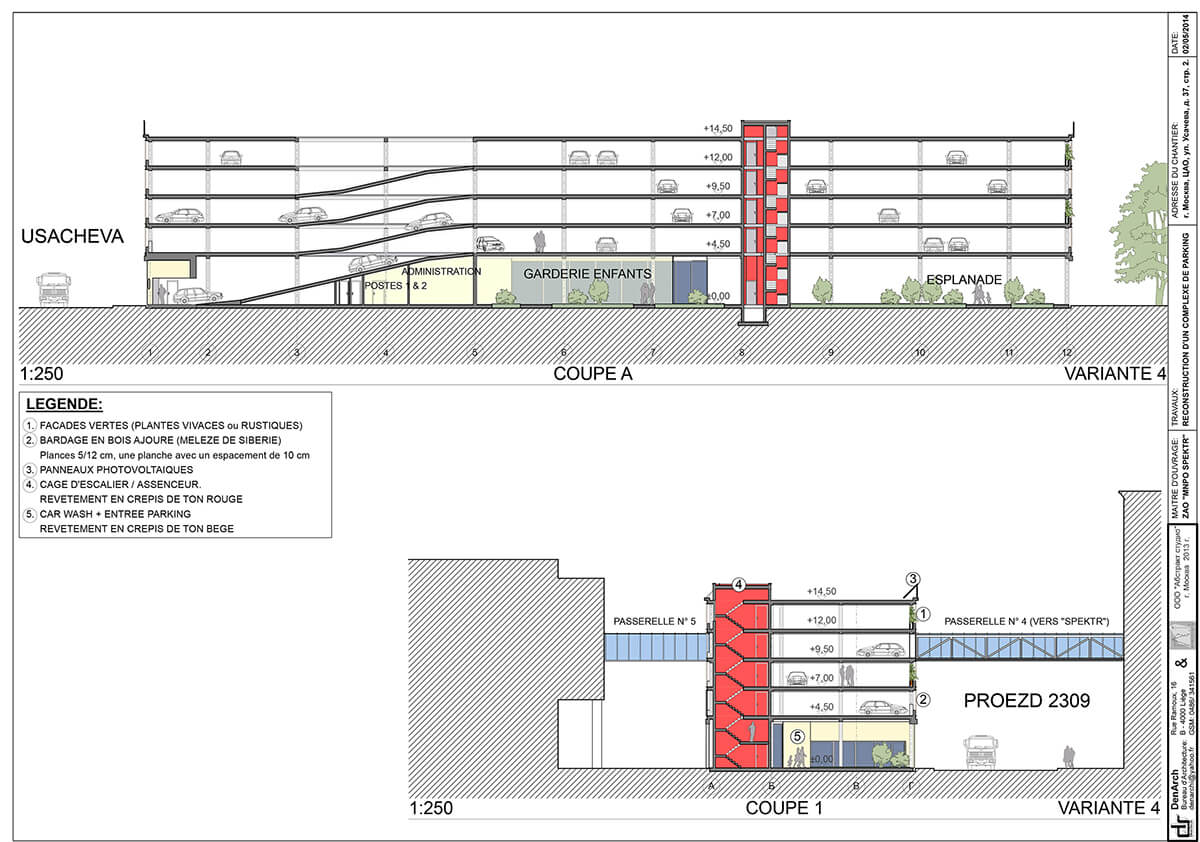 +14,50
+12,00
+9,50
+7,00
+4,50
±0,00
USACHEVA
ADMINISTRATION
POSTES 1 & 2
GARDERIE ENFANTS
ESPLANADE
1 2 3 4 5 6 7 8 9 10 11 12
1:250 COUPE A VARIANTE 4
LEGENDE:
1. FACADES VERTES (PLANTES VIVACES ou RUSTIQUES)
2. BARDAGE EN BOIS AJOURE (MELEZE DE SIBERIE)
Plances 5/12 cm, une planche avec un espacement de 10 cm
3. PANNEAUX PHOTOVOLTAIQUES
4. CAGE D'ESCALIER / ASSENCEUR.
REVETEMENT EN CREPIS DE TON ROUGE
5. CAR WASH + ENTREE PARKING
REVETEMENT EN CREPIS DE TON BEGE
4
3
+14,50
1
+12,00
PASSERELLE N° 5
PASSERELLE N° 4 (VERS "SPEKTR")
+9,50
+7,00
2
+4,50
PROEZD 2309
5
±0,00
А Б В Г
1:250 COUPE 1 VARIANTE 4
DATE:
02/05/2014
ADRESSE DU CHANTIER:
г. Москва, ЦАО, ул. Усачева, д. 37, стр. 2.
TRAVAUX:
RECONSTRUCTION D'UN COMPLEXE DE PARKING
MAITRE D'OUVRAGE:
ZAO "MNPO SPEKTR"
ООО "Абстракт студио"
г. Москва 2013 г.
&
DenArch
Bureau d'Architecture:
denarchi@yahoo.fr
Rue Ramoux, 16
B - 4000 Liège
GSM: 0486/ 341561